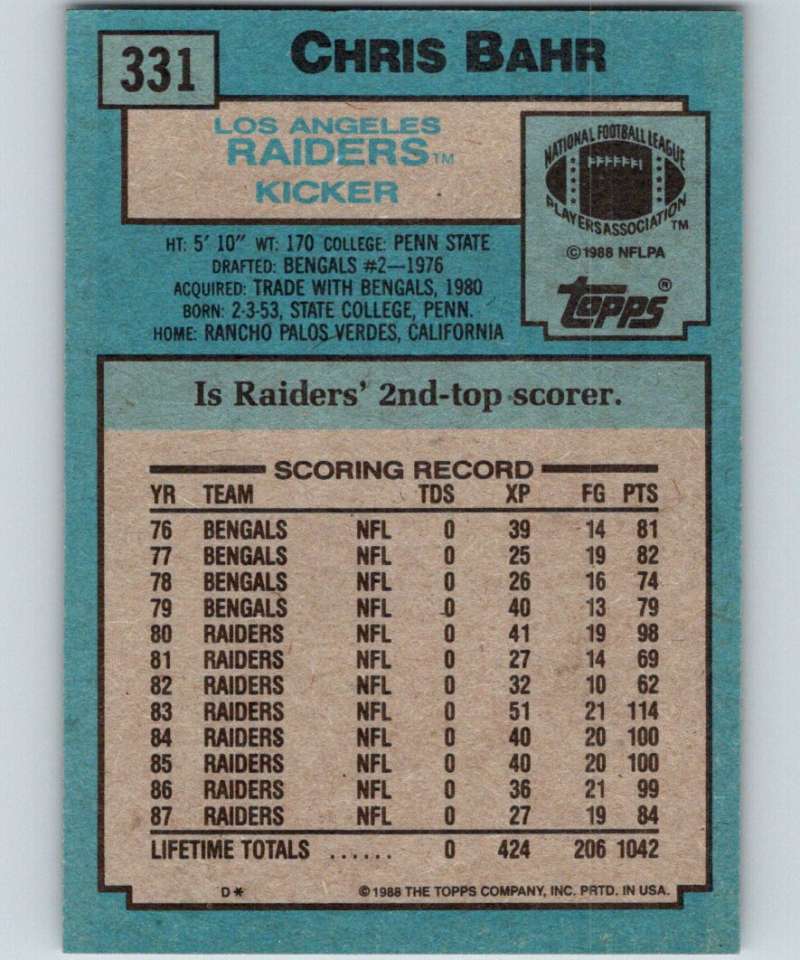 331
CHRIS BAHR
LOS ANGELES
RAIDERS™
KICKER
NATIONAL FOOTBALL LEAGUE
PLAYERS ASSOCIATION™
©1988 NFLPA
Topps®
HT: 5' 10" WT: 170 COLLEGE: PENN STATE
DRAFTED: BENGALS #2—1976
ACQUIRED: TRADE WITH BENGALS, 1980
BORN: 2-3-53, STATE COLLEGE, PENN.
HOME: RANCHO PALOS VERDES, CALIFORNIA
Is Raiders' 2nd-top scorer.
SCORING RECORD
YR TEAM TDS XP FG PTS
76 BENGALS NFL 0 39 14 81
77 BENGALS NFL 0 25 19 82
78 BENGALS NFL 0 26 16 74
79 BENGALS NFL 0 40 13 79
80 RAIDERS NFL 0 41 19 98
81 RAIDERS NFL 0 27 14 69
82 RAIDERS NFL 0 32 10 62
83 RAIDERS NFL 0 51 21 114
84 RAIDERS NFL 0 40 20 100
85 RAIDERS NFL 0 40 20 100
86 RAIDERS NFL 0 36 21 99
87 RAIDERS NFL 0 27 19 84
LIFETIME TOTALS ...... 0 424 206 1042
D* ©1988 THE TOPPS COMPANY, INC. PRTD. IN USA.